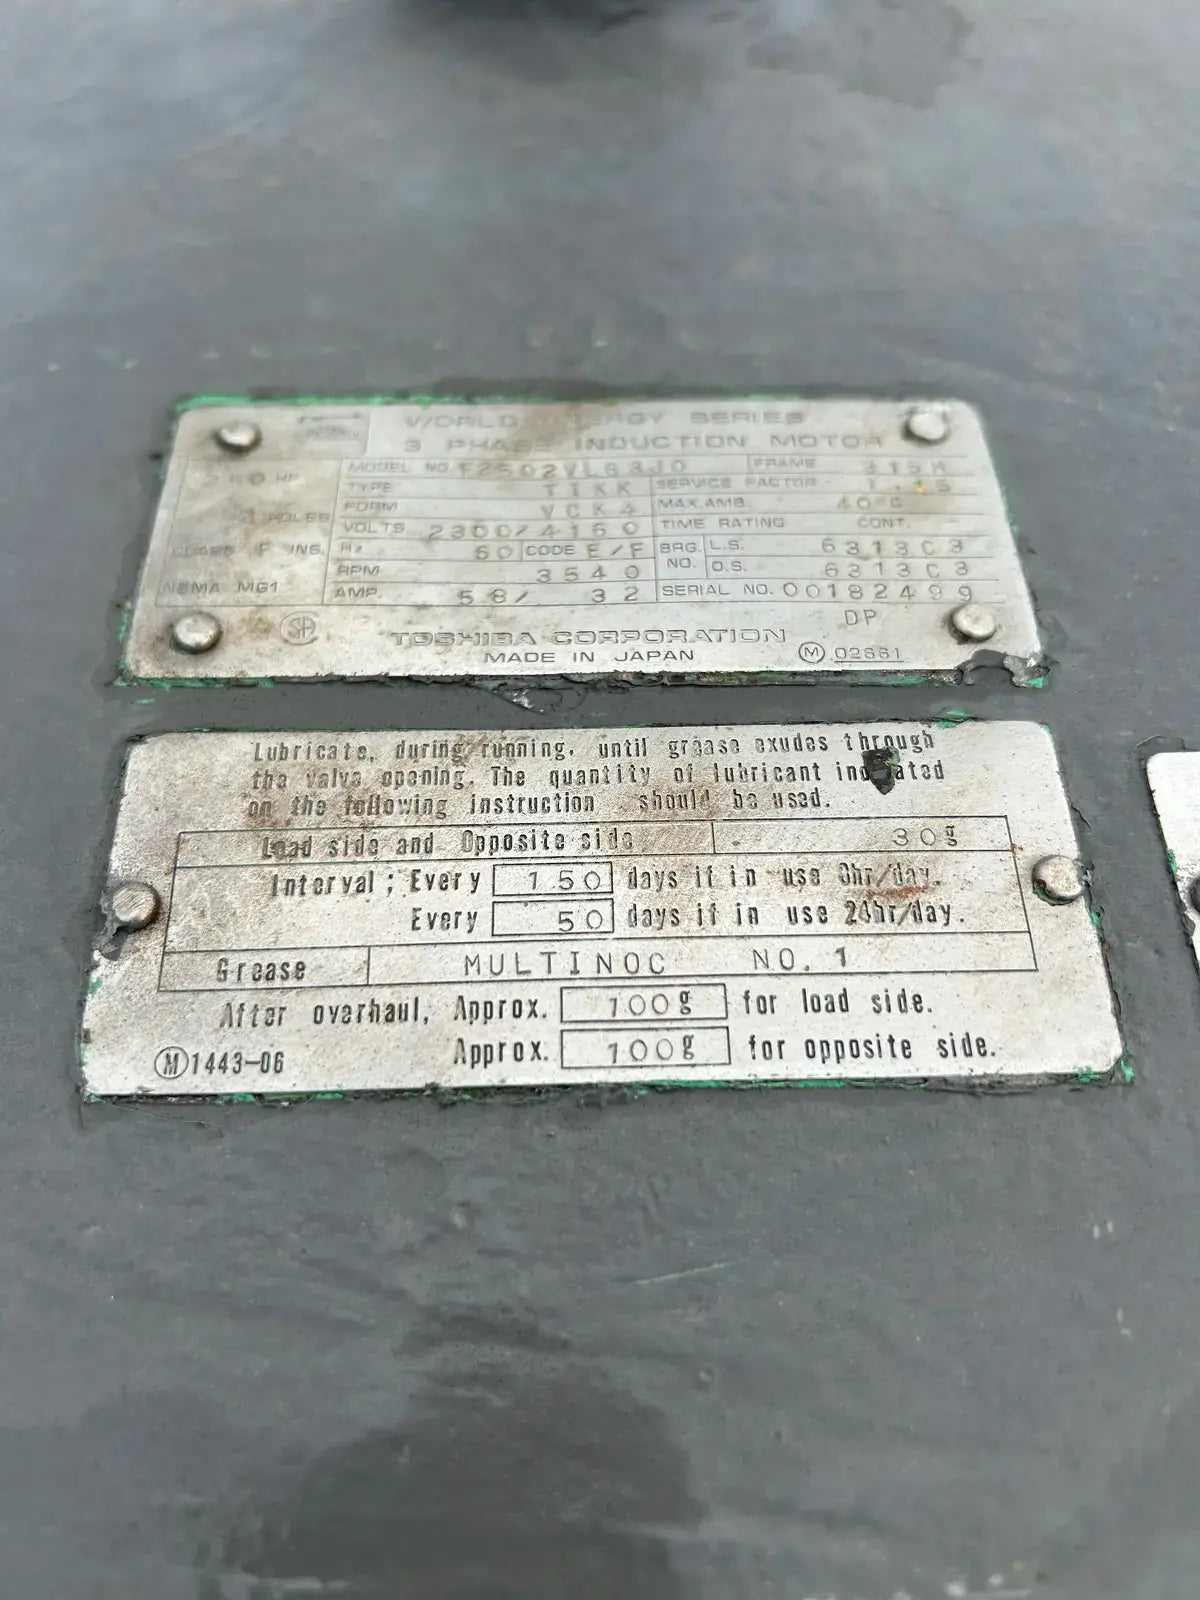 WORLD ENERGY SERIES
3 PHASE INDUCTION MOTOR
MODEL NO. FRAME 315M
HP TYPE TIKK SERVICE FACTOR 1.15
FORM VCK4 MAX.AMB. 40°C
POLES VOLTS 2300/4160 TIME RATING CONT.
CLASS F INS. Hz 60 CODE E/F BRG. NO. L.S. 6313C3
RPM 3540 O.S. 6313C3
NEMA MG1 AMP. 58/ 32 SERIAL NO. 00182499
DP
SP TOSHIBA CORPORATION
MADE IN JAPAN M 02661
Lubricate, during running, until grease exudes through
the valve opening. The quantity of lubricant indicated
on the following instruction should be used.
Load side and Opposite side 30g
Interval; Every 150 days if in use 8hr/day.
Every 50 days if in use 24hr/day.
Grease MULTINOC NO. 1
After overhaul, Approx. 100g for load side.
M 1443-06 Approx. 100g for opposite side.